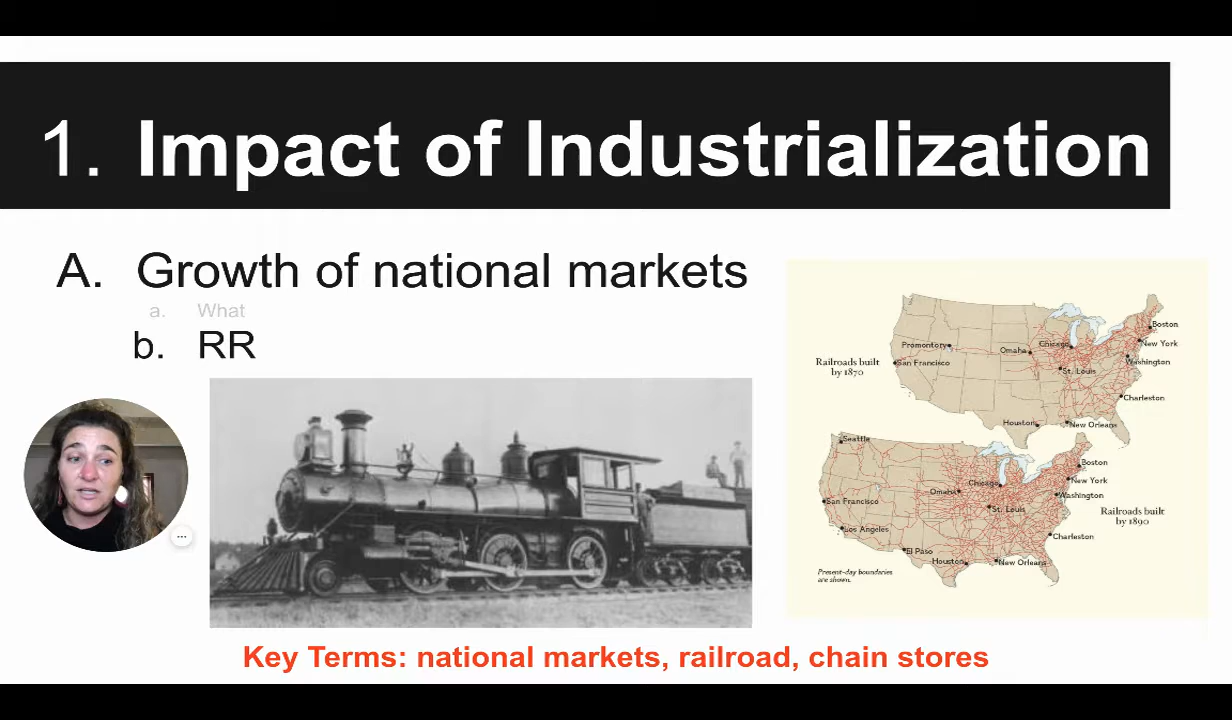 1. Impact of Industrialization
A. Growth of national markets
a. What
b. RR
Railroads built
by 1870
Promontory
San Francisco
Omaha
Chicago
St. Louis
Houston
New Orleans
Charleston
Washington
New York
Boston
Seattle
San Francisco
Los Angeles
El Paso
Houston
New Orleans
Omaha
Chicago
St. Louis
Boston
New York
Washington
Charleston
Railroads built
by 1890
Present-day boundaries
are shown.
Key Terms: national markets, railroad, chain stores